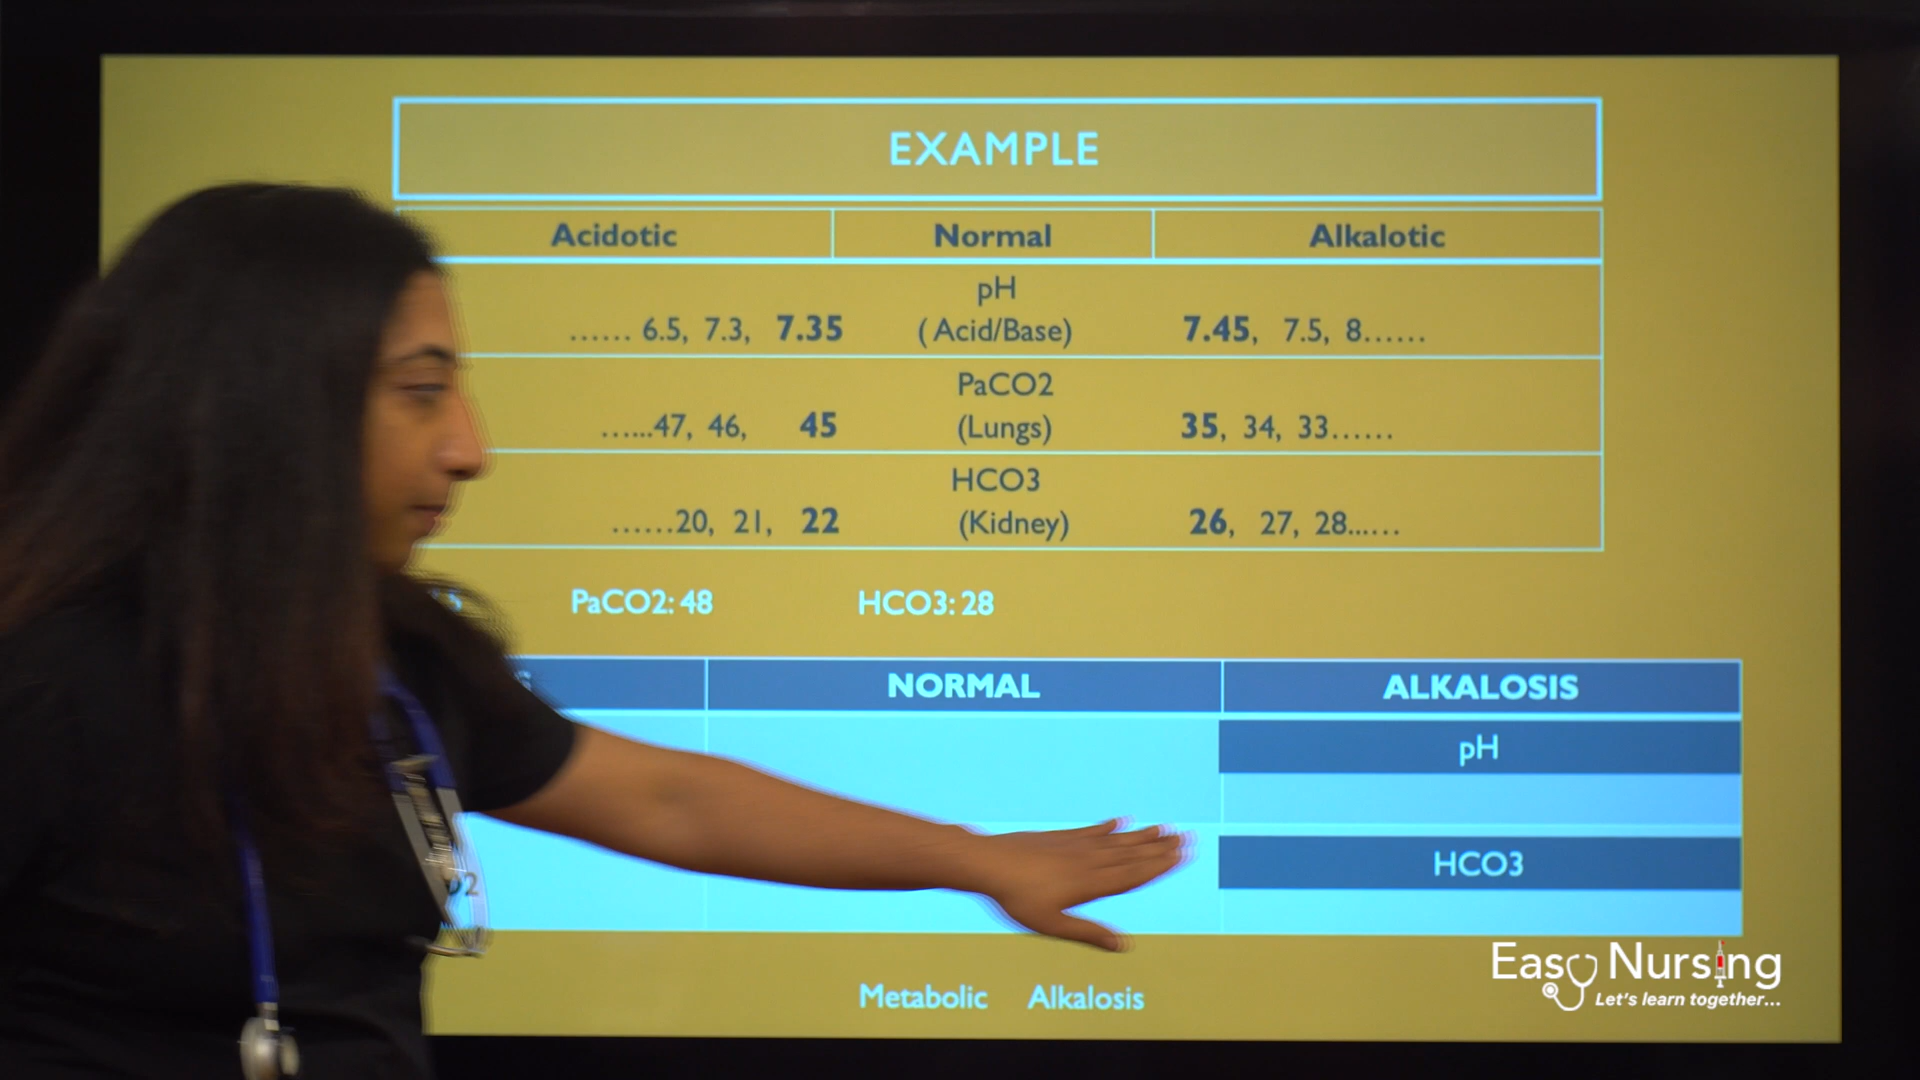 EXAMPLE
Acidotic Normal Alkalotic
pH
...... 6.5, 7.3, 7.35 ( Acid/Base) 7.45, 7.5, 8......
PaCO2
......47, 46, 45 (Lungs) 35, 34, 33......
HCO3
......20, 21, 22 (Kidney) 26, 27, 28......
PaCO2: 48 HCO3: 28
NORMAL ALKALOSIS
pH
HCO3
Metabolic Alkalosis
Easy Nursing
Let's learn together...